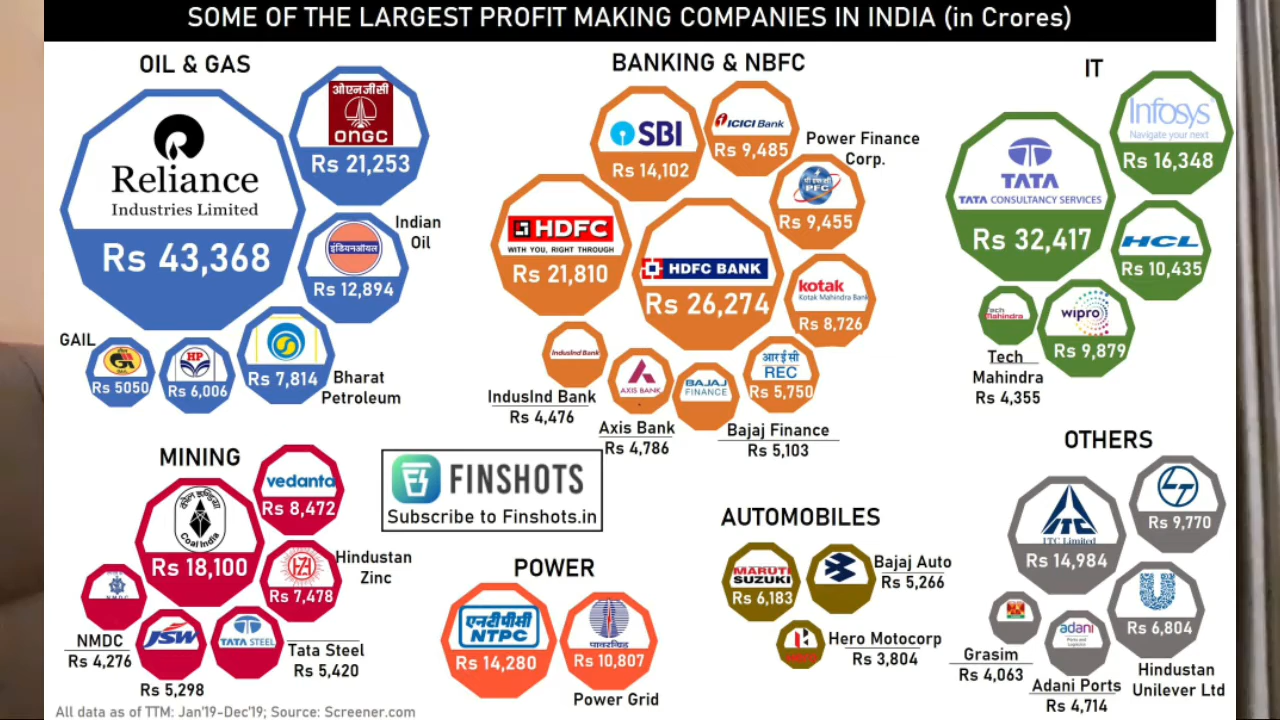 SOME OF THE LARGEST PROFIT MAKING COMPANIES IN INDIA (in Crores)
OIL & GAS
Reliance
Industries Limited
Rs 43,368
ओएनजीसी
ONGC
Rs 21,253
Indian
Oil
इंडियनऑयल
Rs 12,894
GAIL
Rs 5050
HP
Rs 6,006
Rs 7,814
Bharat
Petroleum
BANKING & NBFC
SBI
Rs 14,102
ICICI Bank
Rs 9,485
Power Finance
Corp.
PFC
Rs 9,455
HDFC
WITH YOU, RIGHT THROUGH
Rs 21,810
HDFC BANK
Rs 26,274
kotak
Kotak Mahindra Bank
Rs 8,726
IndusInd Bank
IndusInd Bank
Rs 4,476
AXIS BANK
Axis Bank
Rs 4,786
BAJAJ
FINANCE
Bajaj Finance
Rs 5,103
आर ई सी
REC
Rs 5,750
IT
TATA
TATA CONSULTANCY SERVICES
Rs 32,417
Infosys
Navigate your next
Rs 16,348
HCL
Rs 10,435
Tech
Mahindra
Tech
Mahindra
Rs 4,355
wipro
Rs 9,879
MINING
कोल इण्डिया
Coal India
Rs 18,100
vedanta
Rs 8,472
Hindustan
Zinc
Rs 7,478
NMDC
NMDC
Rs 4,276
JSW
Rs 5,298
TATA STEEL
Tata Steel
Rs 5,420
FINSHOTS
Subscribe to Finshots.in
POWER
एनटीपीसी
NTPC
Rs 14,280
पावरग्रिड
Rs 10,807
Power Grid
AUTOMOBILES
MARUTI
SUZUKI
Rs 6,183
Bajaj Auto
Rs 5,266
Hero Motocorp
Rs 3,804
OTHERS
ITC Limited
Rs 14,984
LT
Rs 9,770
Rs 6,804
Hindustan
Unilever Ltd
Grasim
Rs 4,063
adani
Ports and
Logistics
Adani Ports
Rs 4,714
All data as of TTM: Jan'19-Dec'19; Source: Screener.com